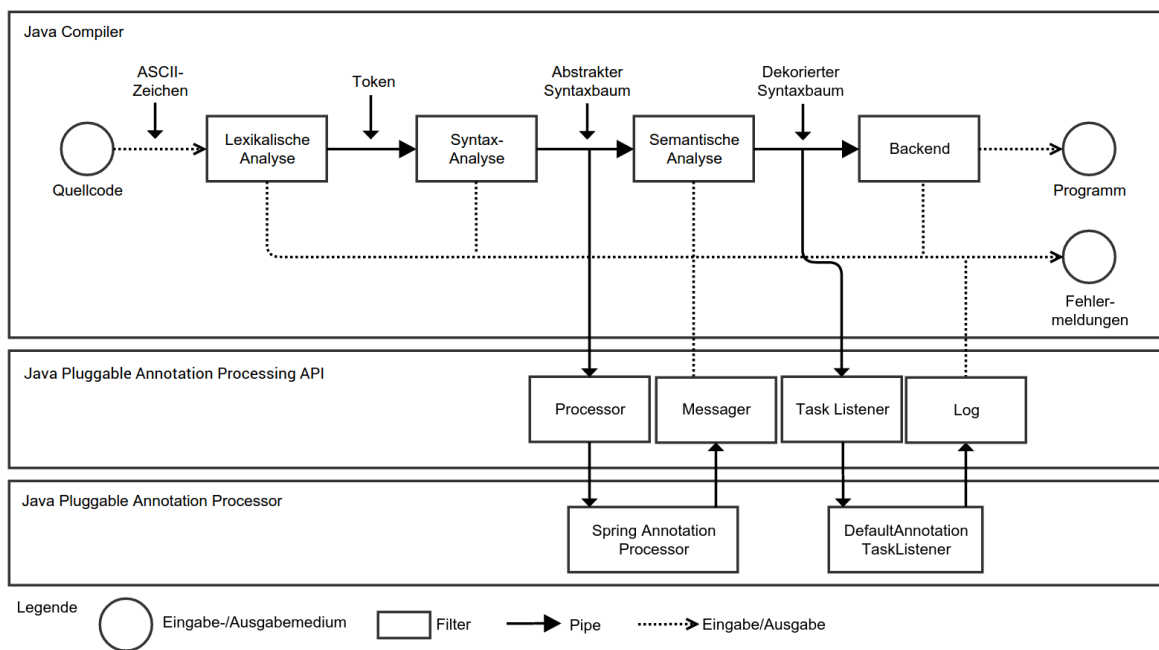 Java Compiler
ASCII-
Zeichen
Token
Abstrakter
Syntaxbaum
Dekorierter
Syntaxbaum
Quellcode
Lexikalische
Analyse
Syntax-
Analyse
Semantische
Analyse
Backend
Programm
Fehler-
meldungen
Java Pluggable Annotation Processing API
Processor
Messager
Task Listener
Log
Java Pluggable Annotation Processor
Spring Annotation
Processor
DefaultAnnotation
TaskListener
Legende
Eingabe-/Ausgabemedium
Filter
Pipe
Eingabe/Ausgabe